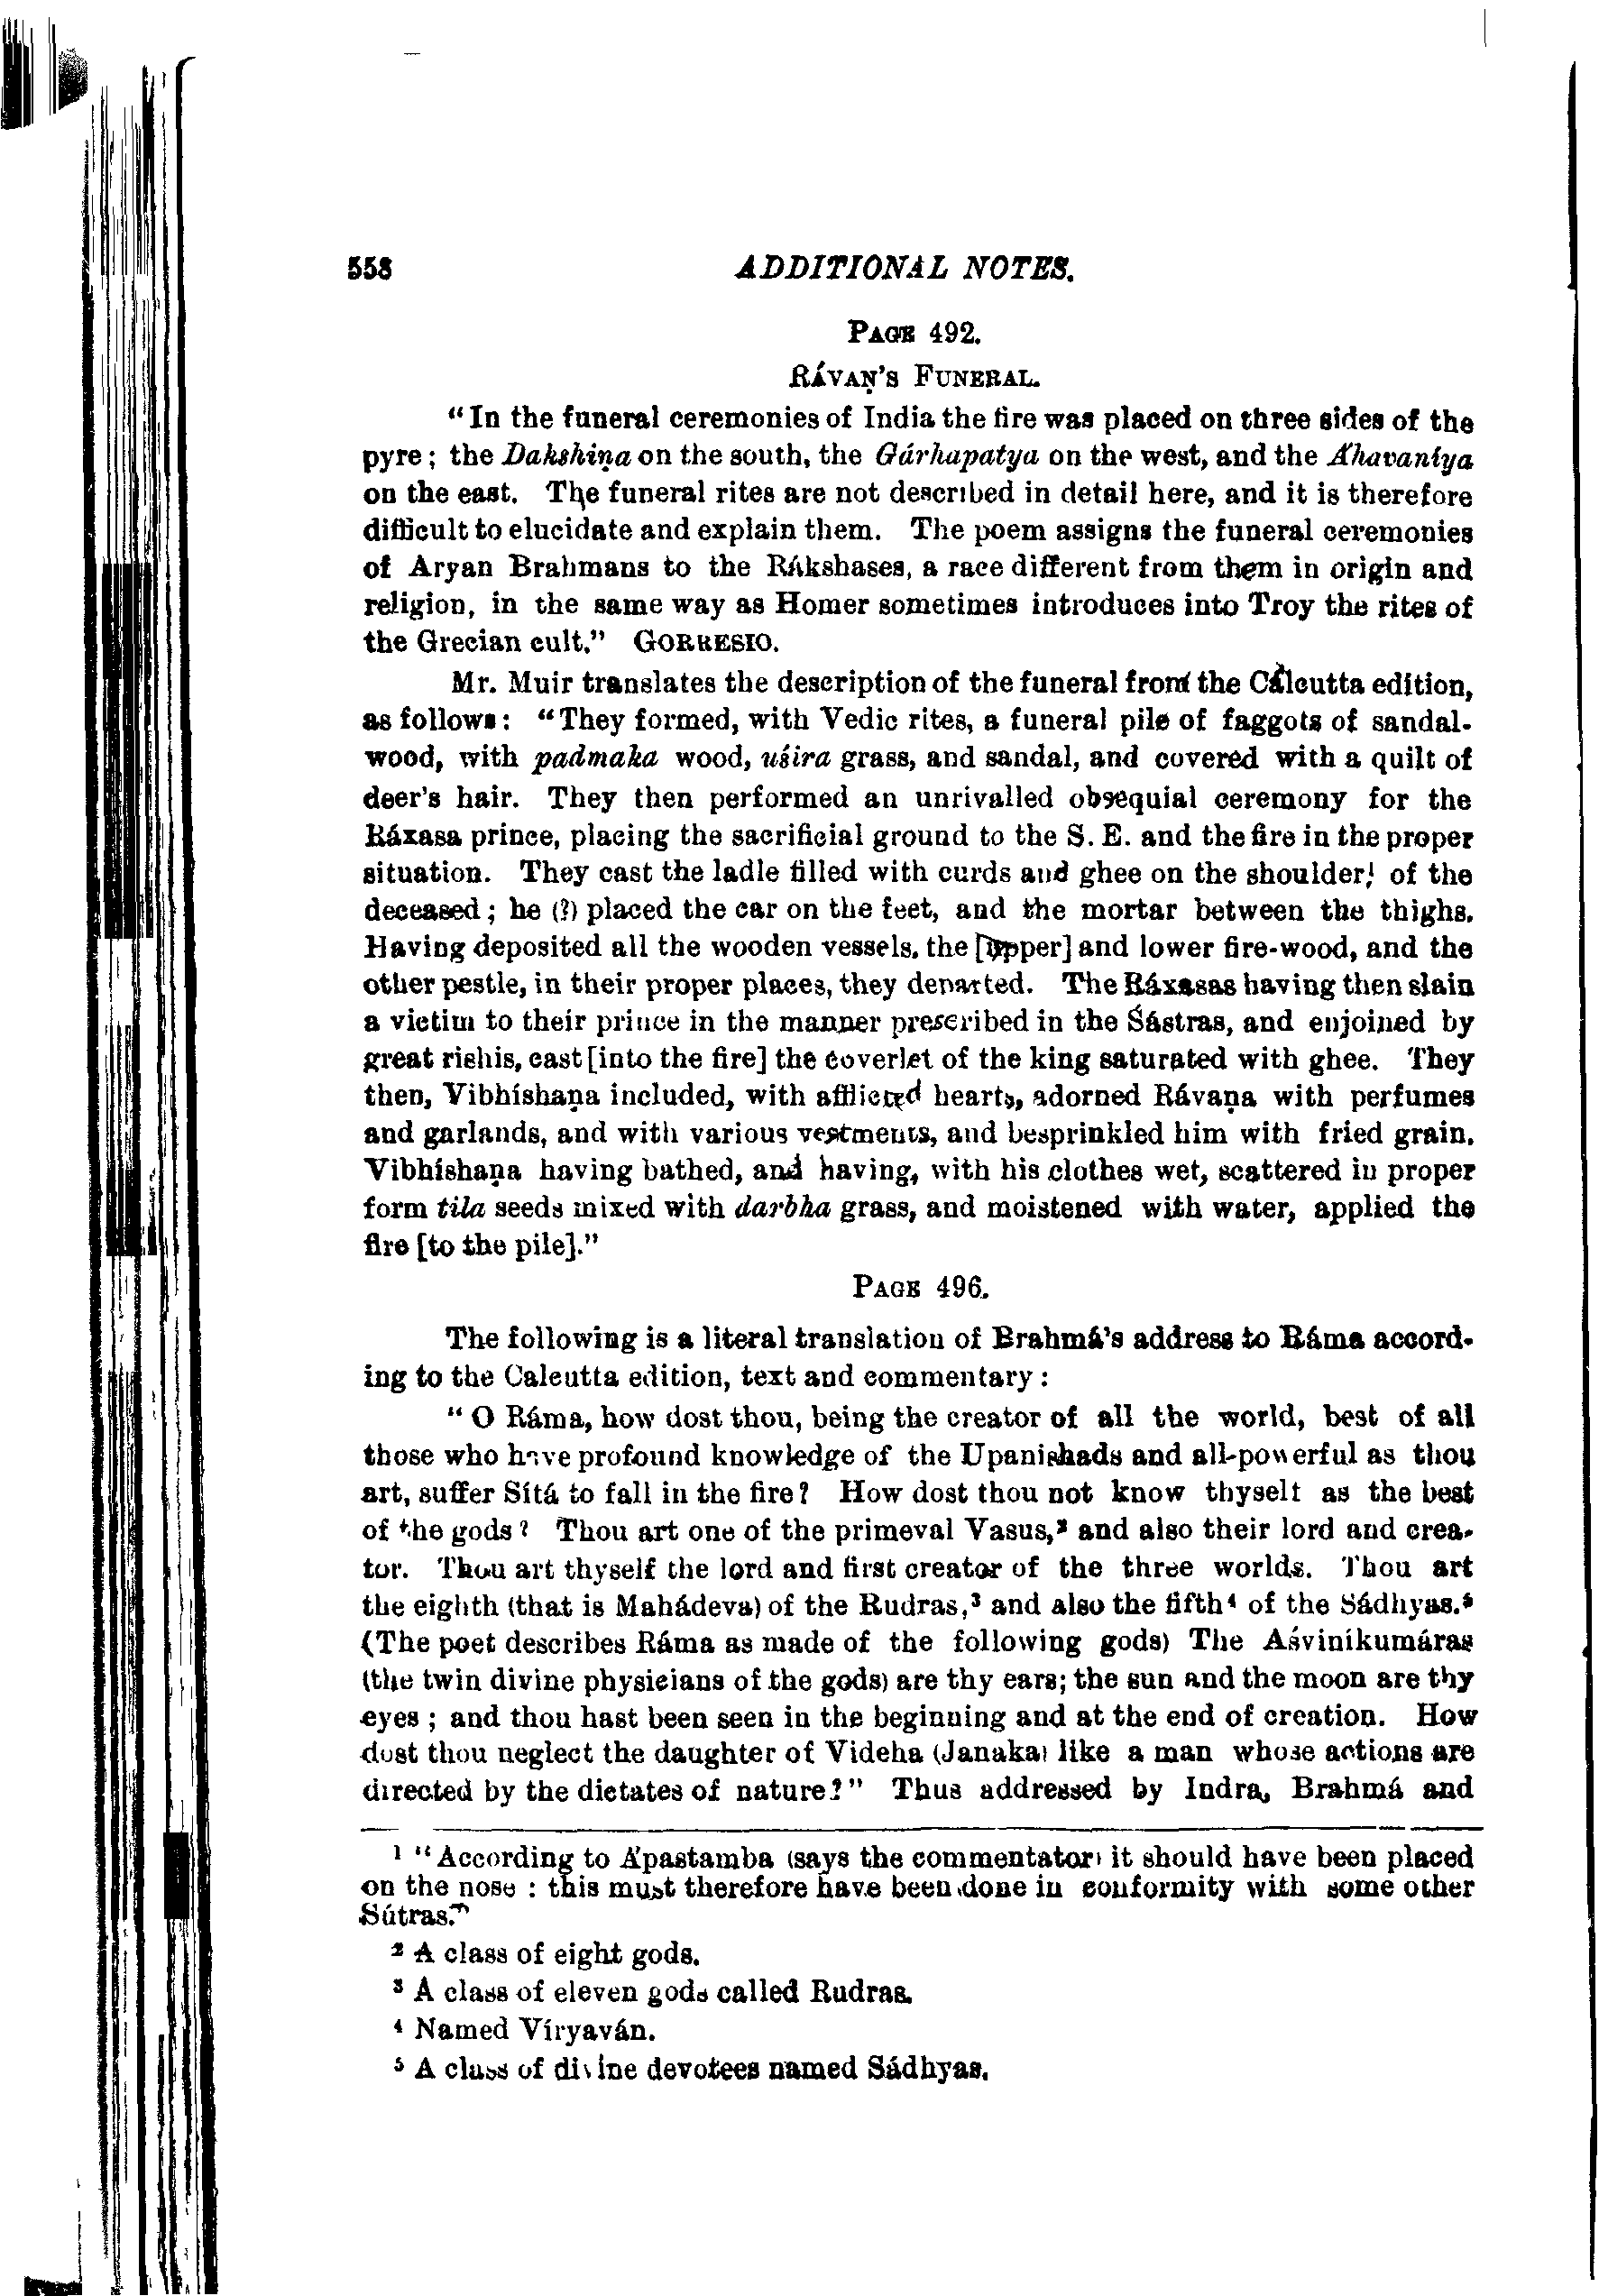 558 ADDITIONAL NOTES.
PAGE 492.
RÁVAṆ'S FUNERAL.
"In the funeral ceremonies of India the fire was placed on three sides of the
pyre; the Dakshiṇa on the south, the Gárhapatya on the west, and the Áhavaníya
on the east. The funeral rites are not described in detail here, and it is therefore
difficult to elucidate and explain them. The poem assigns the funeral ceremonies
of Aryan Brahmans to the Rákshases, a race different from them in origin and
religion, in the same way as Homer sometimes introduces into Troy the rites of
the Grecian cult." GORRESIO.
Mr. Muir translates the description of the funeral from the Calcutta edition,
as follows: "They formed, with Vedic rites, a funeral pile of faggots of sandal-
wood, with padmaka wood, uśira grass, and sandal, and covered with a quilt of
deer's hair. They then performed an unrivalled obsequial ceremony for the
Ráxasa prince, placing the sacrificial ground to the S. E. and the fire in the proper
situation. They cast the ladle filled with curds and ghee on the shoulder,¹ of the
deceased; he (?) placed the car on the feet, and the mortar between the thighs.
Having deposited all the wooden vessels, the [upper] and lower fire-wood, and the
other pestle, in their proper places, they departed. The Ráxasas having then slain
a victim to their prince in the manner prescribed in the Śástras, and enjoined by
great rishis, cast [into the fire] the coverlet of the king saturated with ghee. They
then, Vibhíshaṇa included, with afflicted hearts, adorned Rávaṇa with perfumes
and garlands, and with various vestments, and besprinkled him with fried grain.
Vibhíshaṇa having bathed, and having, with his clothes wet, scattered in proper
form tila seeds mixed with darbha grass, and moistened with water, applied the
fire [to the pile]."
PAGE 496.
The following is a literal translation of Brahmá's address to Ráma accord-
ing to the Calcutta edition, text and commentary:
"O Ráma, how dost thou, being the creator of all the world, best of all
those who have profound knowledge of the Upanishads and all-powerful as thou
art, suffer Sítá to fall in the fire? How dost thou not know thyself as the best
of the gods? Thou art one of the primeval Vasus,² and also their lord and crea-
tor. Thou art thyself the lord and first creator of the three worlds. Thou art
the eighth (that is Mahádeva) of the Rudras,³ and also the fifth⁴ of the Sádhyas.⁵
(The poet describes Ráma as made of the following gods) The Aśviníkumáras
(the twin divine physicians of the gods) are thy ears; the sun and the moon are thy
eyes; and thou hast been seen in the beginning and at the end of creation. How
dost thou neglect the daughter of Videha (Janaka) like a man whose actions are
directed by the dictates of nature?" Thus addressed by Indra, Brahmá and
¹ "According to Ápastamba (says the commentator) it should have been placed
on the nose: this must therefore have been done in conformity with some other
Sútras."
² A class of eight gods.
³ A class of eleven gods called Rudras.
⁴ Named Víryaván.
⁵ A class of divine devotees named Sádhyas.